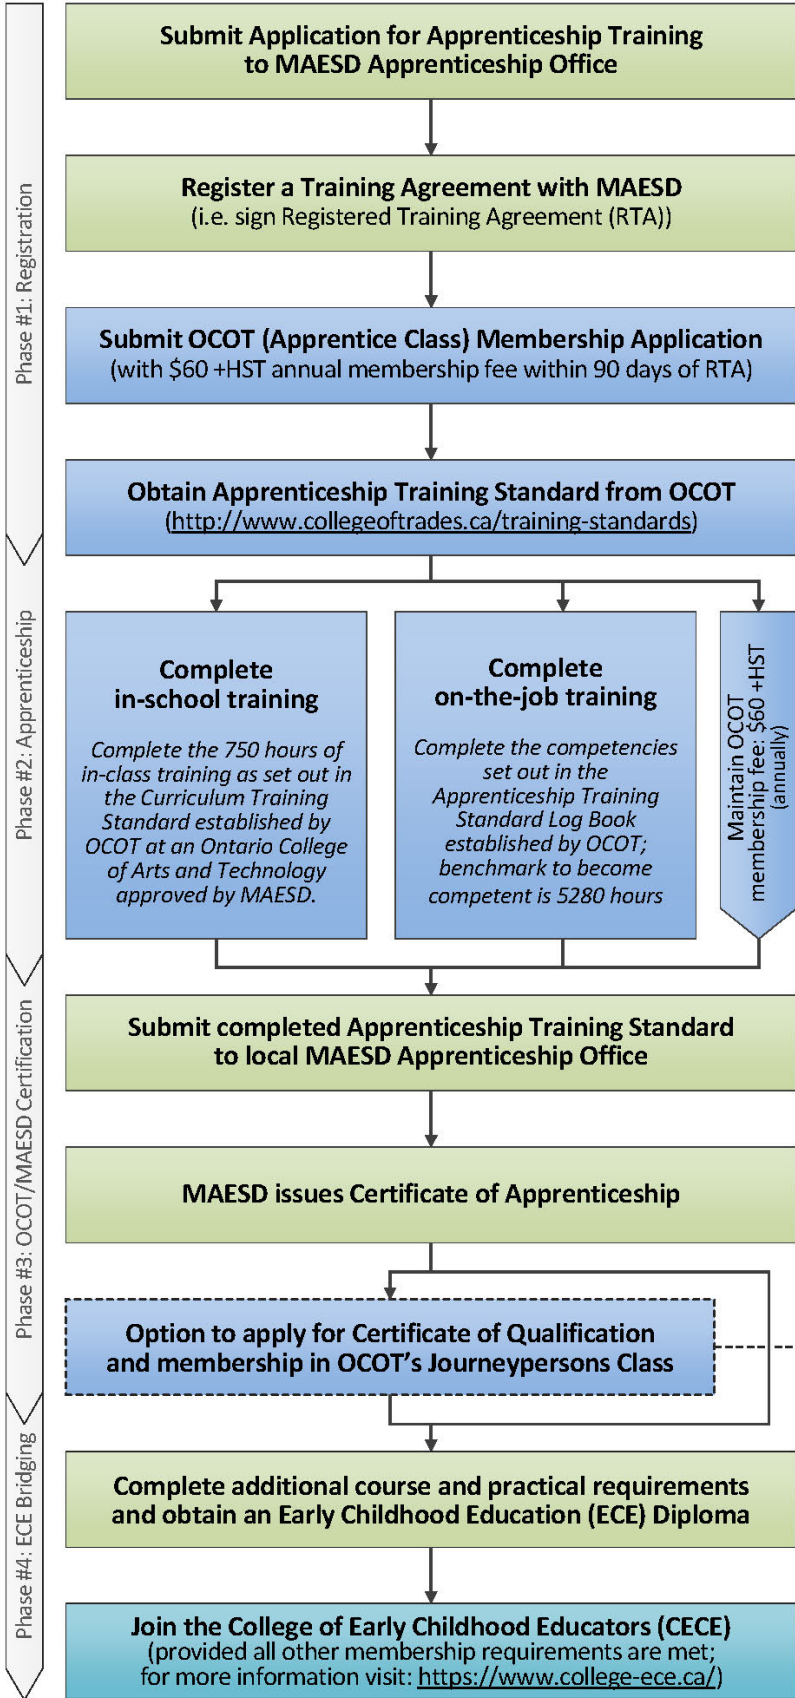 Phase #1: Registration
Submit Application for Apprenticeship Training
to MAESD Apprenticeship Office
Register a Training Agreement with MAESD
(i.e. sign Registered Training Agreement (RTA))
Submit OCOT (Apprentice Class) Membership Application
(with $60 +HST annual membership fee within 90 days of RTA)
Obtain Apprenticeship Training Standard from OCOT
(http://www.collegeoftrades.ca/training-standards)
Phase #2: Apprenticeship
Complete
in-school training
Complete the 750 hours of
in-class training as set out in
the Curriculum Training
Standard established by
OCOT at an Ontario College
of Arts and Technology
approved by MAESD.
Complete
on-the-job training
Complete the competencies
set out in the
Apprenticeship Training
Standard Log Book
established by OCOT;
benchmark to become
competent is 5280 hours
Maintain OCOT
membership fee: $60 +HST
(annually)
Phase #3: OCOT/MAESD Certification
Submit completed Apprenticeship Training Standard
to local MAESD Apprenticeship Office
MAESD issues Certificate of Apprenticeship
Option to apply for Certificate of Qualification
and membership in OCOT’s Journeypersons Class
Phase #4: ECE Bridging
Complete additional course and practical requirements
and obtain an Early Childhood Education (ECE) Diploma
Join the College of Early Childhood Educators (CECE)
(provided all other membership requirements are met;
for more information visit: https://www.college-ece.ca/)